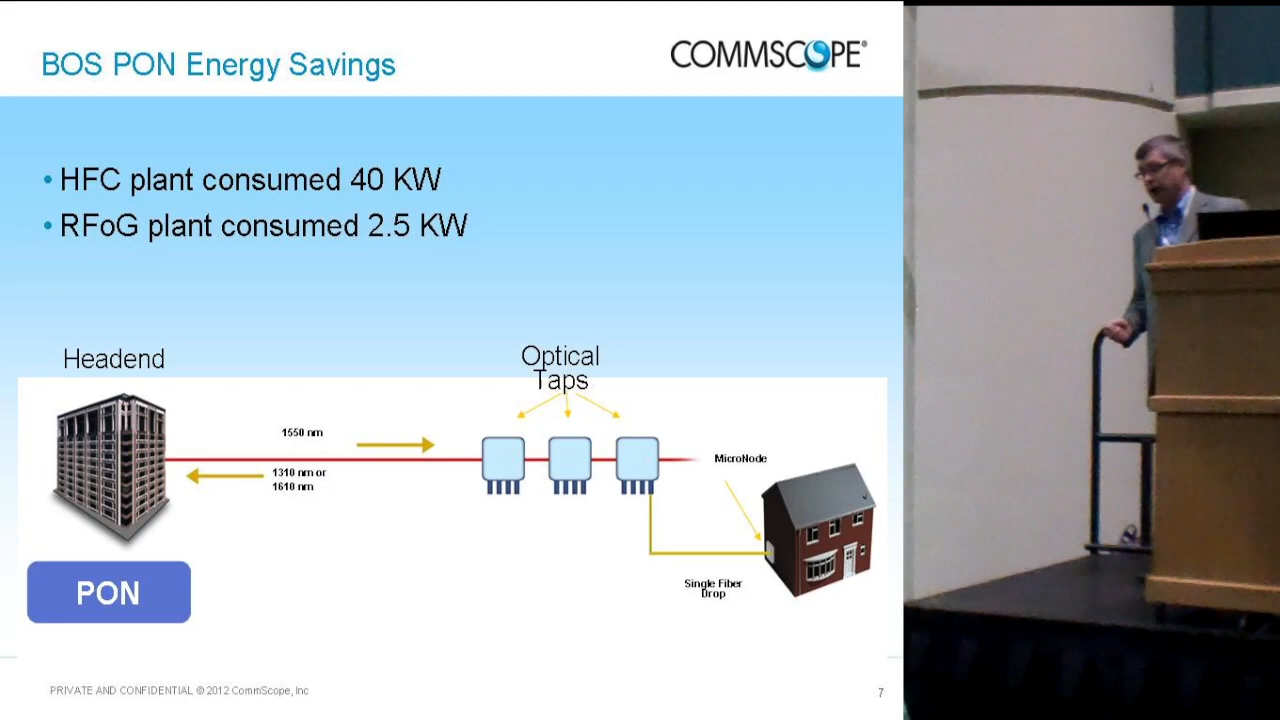 BOS PON Energy Savings
COMMSCOPE®
• HFC plant consumed 40 KW
• RFoG plant consumed 2.5 KW
Headend
Optical
Taps
1550 nm
1310 nm or
1610 nm
MicroNode
Single Fiber
Drop
PON
PRIVATE AND CONFIDENTIAL © 2012 CommScope, Inc
7